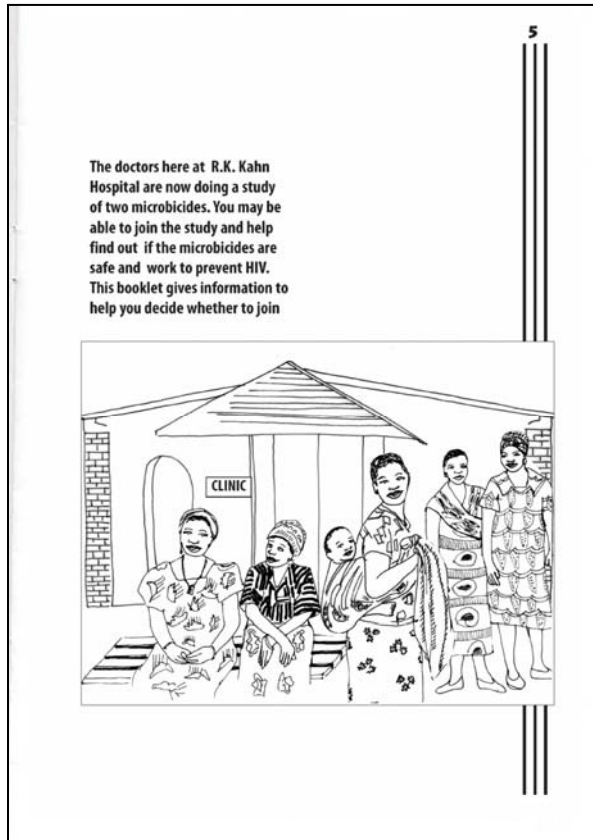 5
The doctors here at R.K. Kahn
Hospital are now doing a study
of two microbicides. You may be
able to join the study and help
find out if the microbicides are
safe and work to prevent HIV.
This booklet gives information to
help you decide whether to join
CLINIC